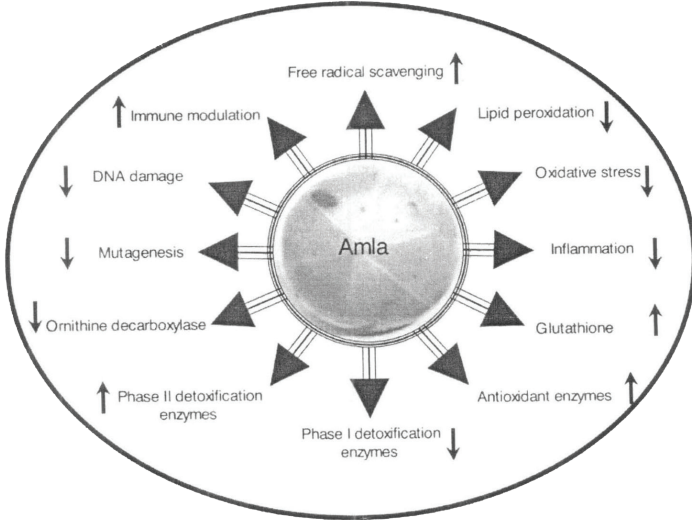 Free radical scavenging ↑
Lipid peroxidation ↓
Oxidative stress ↓
Inflammation ↓
Glutathione ↑
Antioxidant enzymes ↑
Phase I detoxification ↓
enzymes
↑ Phase II detoxification
enzymes
↓ Ornithine decarboxylase
↓ Mutagenesis
↓ DNA damage
↑ Immune modulation
Amla